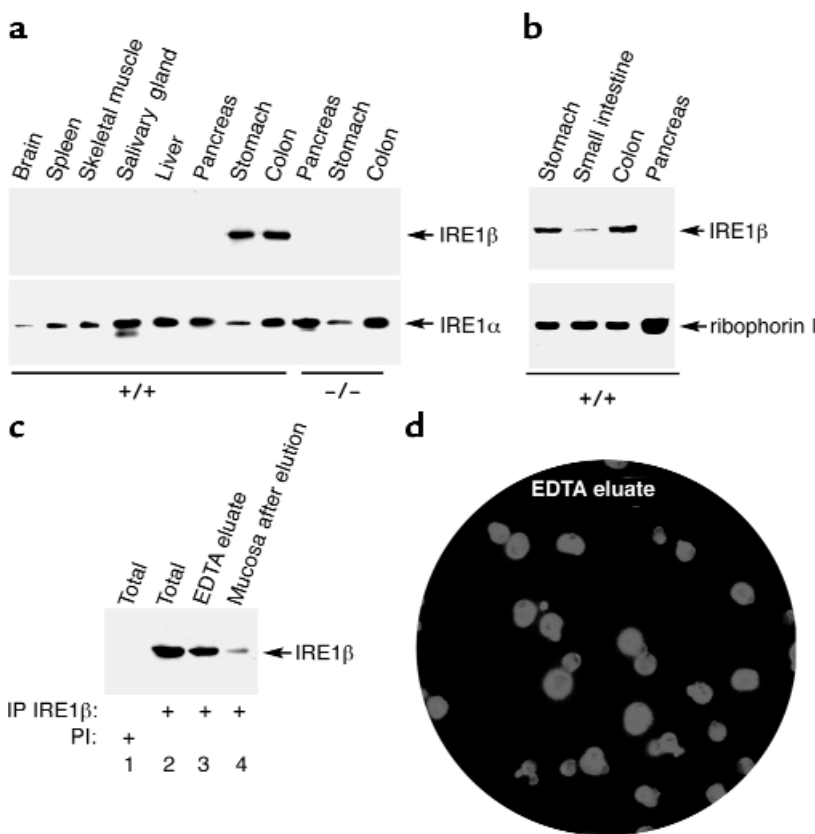 a
Brain
Spleen
Skeletal muscle
Salivary gland
Liver
Pancreas
Stomach
Colon
Pancreas
Stomach
Colon
IRE1β
IRE1α
+/+
–/–
b
Stomach
Small intestine
Colon
Pancreas
IRE1β
ribophorin I
+/+
c
Total
Total
EDTA eluate
Mucosa after elution
IRE1β
IP IRE1β: + + +
PI: +
1 2 3 4
d
EDTA eluate